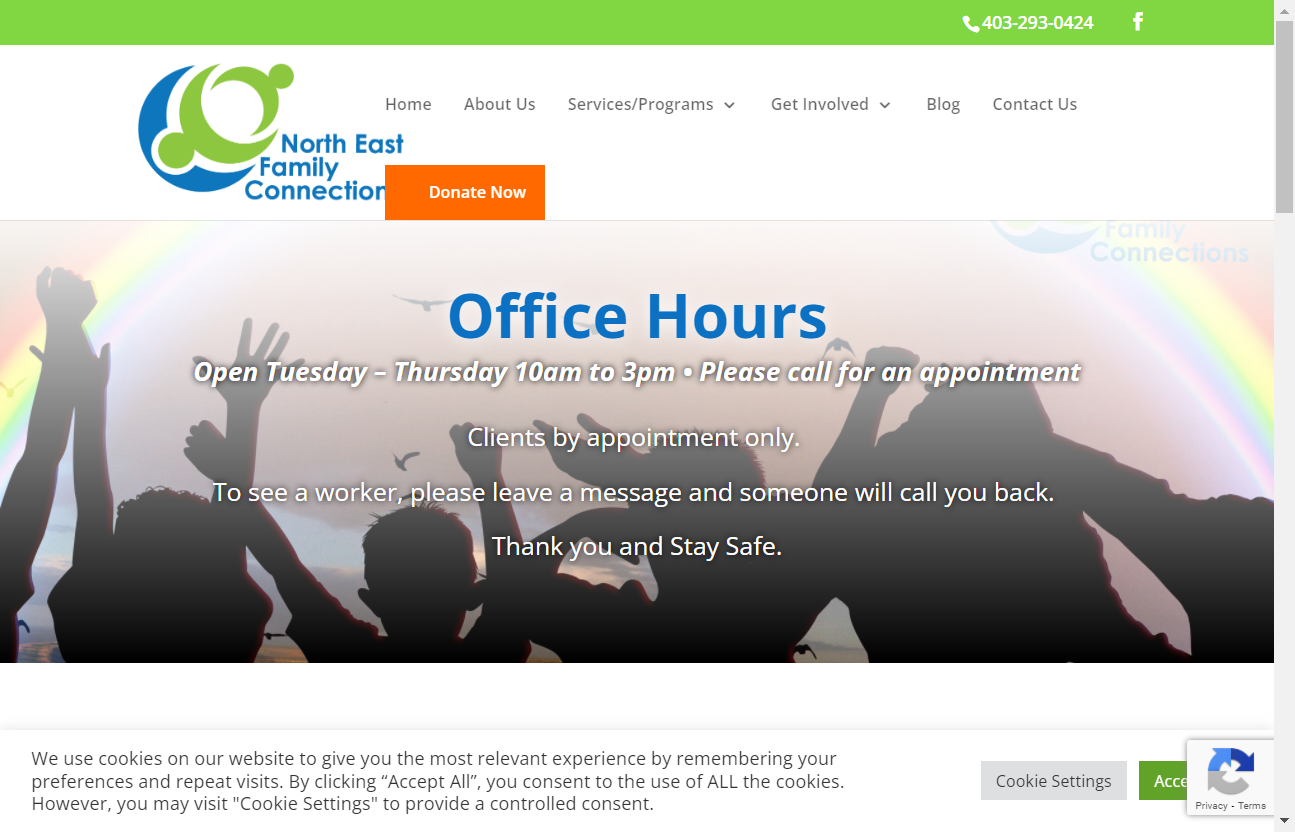 403-293-0424
Home About Us Services/Programs Get Involved Blog Contact Us
North East
Family
Connection
Donate Now
Family
Connections
Office Hours
Open Tuesday – Thursday 10am to 3pm • Please call for an appointment
Clients by appointment only.
To see a worker, please leave a message and someone will call you back.
Thank you and Stay Safe.
We use cookies on our website to give you the most relevant experience by remembering your
preferences and repeat visits. By clicking “Accept All”, you consent to the use of ALL the cookies.
However, you may visit "Cookie Settings" to provide a controlled consent.
Cookie Settings
Acce
Privacy - Terms